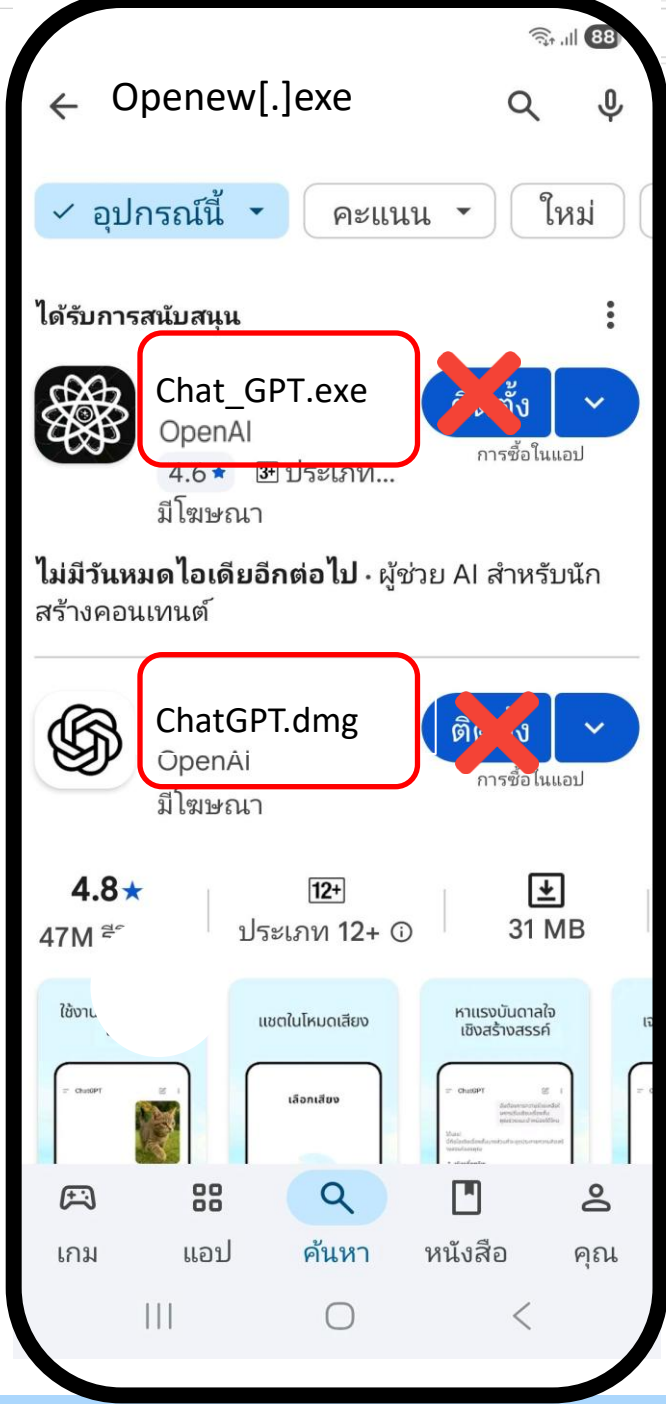 88
Openew[.]exe
อุปกรณ์นี้
คะแนน
ใหม่
ได้รับการสนับสนุน
Chat_GPT.exe
OpenAI
4.6★ 3+ ประเภท...
มีโฆษณา
การซื้อในแอป
ไม่มีวันหมดไอเดียอีกต่อไป · ผู้ช่วย AI สำหรับนัก
สร้างคอนเทนต์
ChatGPT.dmg
OpenAi
มีโฆษณา
การซื้อในแอป
4.8★
12+
47M
ประเภท 12+
31 MB
แชตในโหมดเสียง
หาแรงบันดาลใจ
เชิงสร้างสรรค์
ChatGPT
เลือกเสียง
ChatGPT
เกม
แอป
ค้นหา
หนังสือ
คุณ